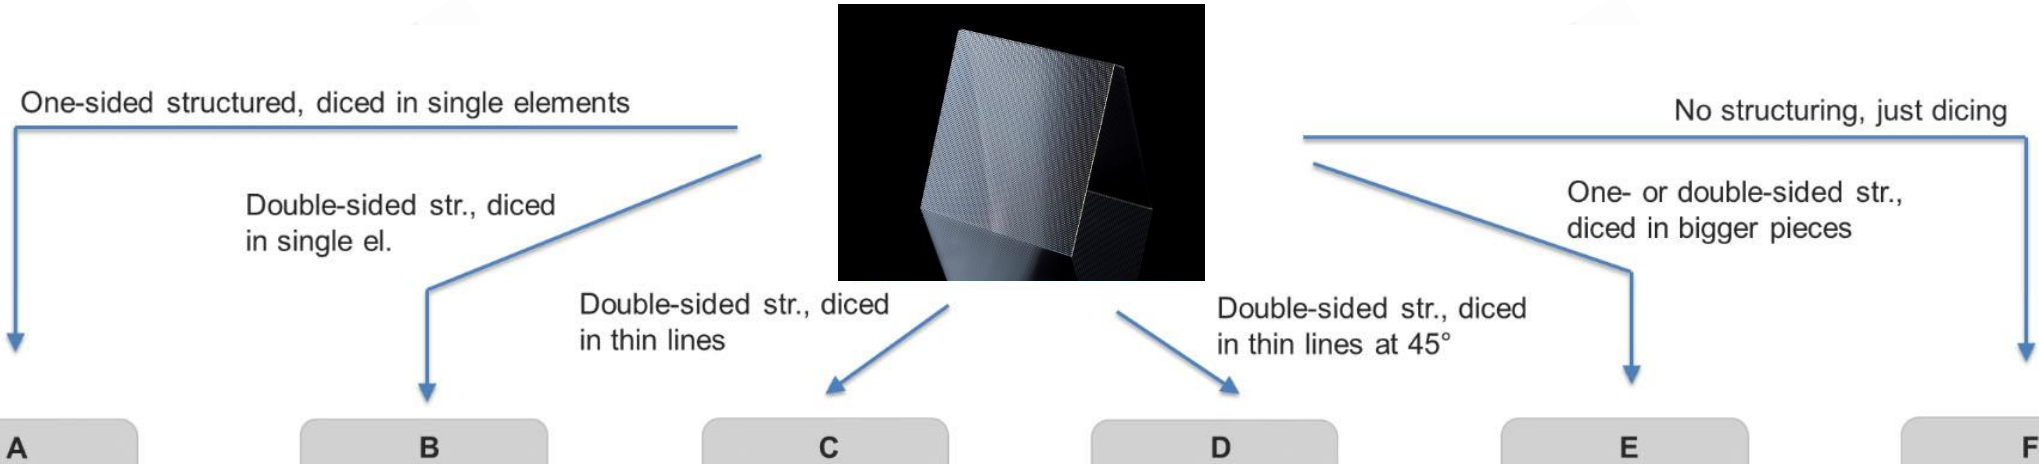 One-sided structured, diced in single elements
No structuring, just dicing
Double-sided str., diced
in single el.
One- or double-sided str.,
diced in bigger pieces
Double-sided str., diced
in thin lines
Double-sided str., diced
in thin lines at 45°
A
B
C
D
E
F